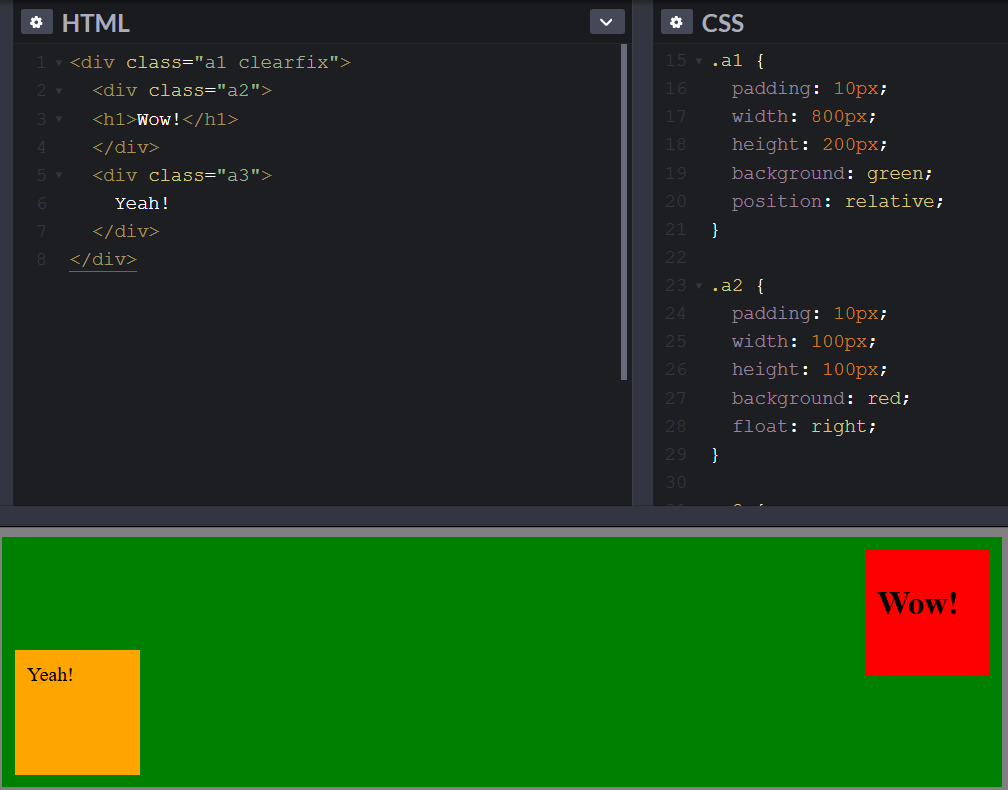 HTML
1 <div class="a1 clearfix">
2 <div class="a2">
3 <h1>Wow!</h1>
4 </div>
5 <div class="a3">
6 Yeah!
7 </div>
8 </div>
CSS
15 .a1 {
16 padding: 10px;
17 width: 800px;
18 height: 200px;
19 background: green;
20 position: relative;
21 }
22
23 .a2 {
24 padding: 10px;
25 width: 100px;
26 height: 100px;
27 background: red;
28 float: right;
29 }
30
Wow!
Yeah!